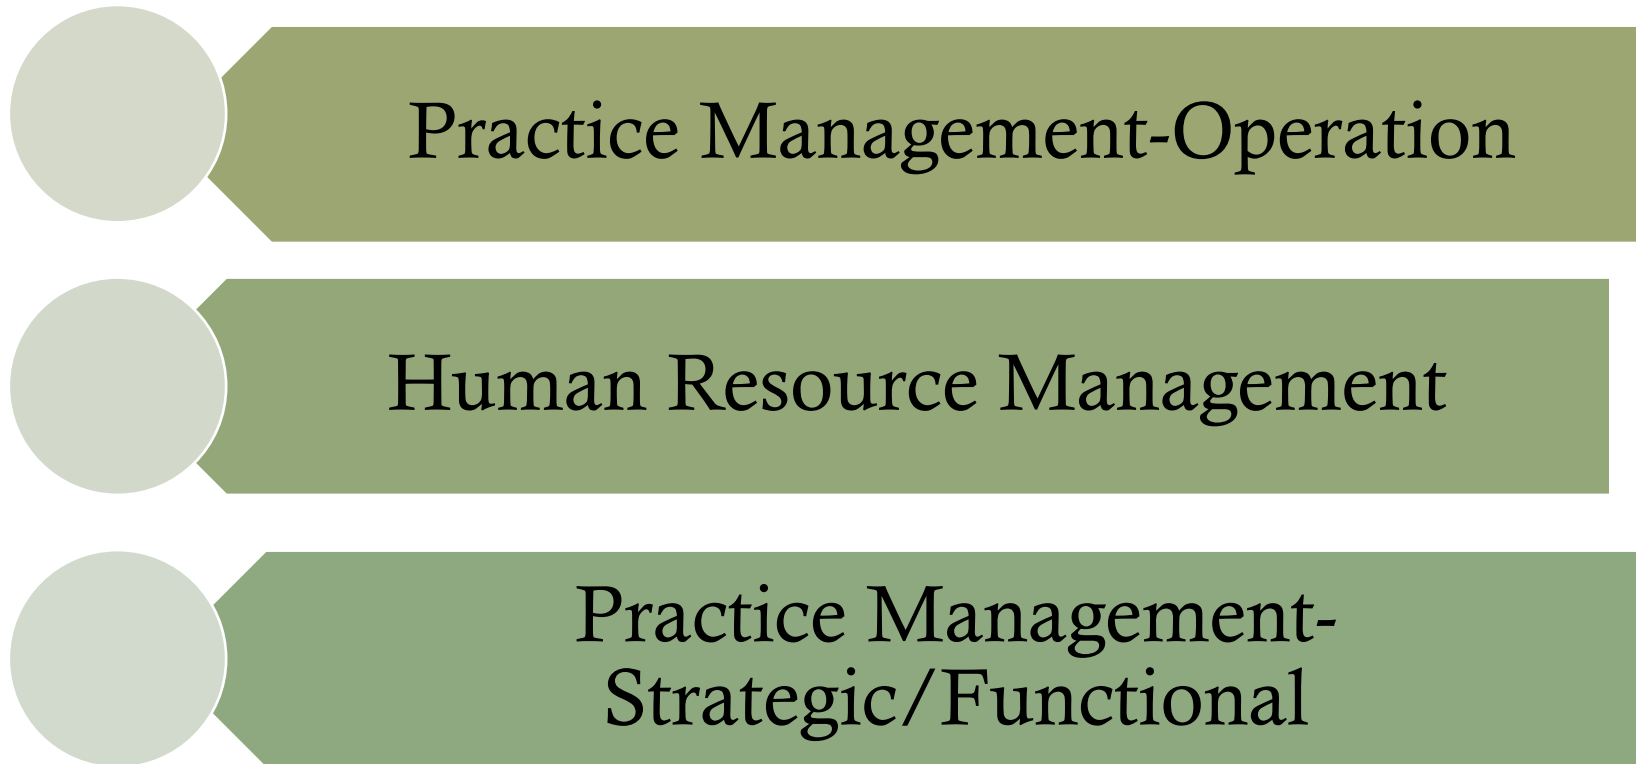 Practice Management-Operation
Human Resource Management
Practice Management-
Strategic/Functional